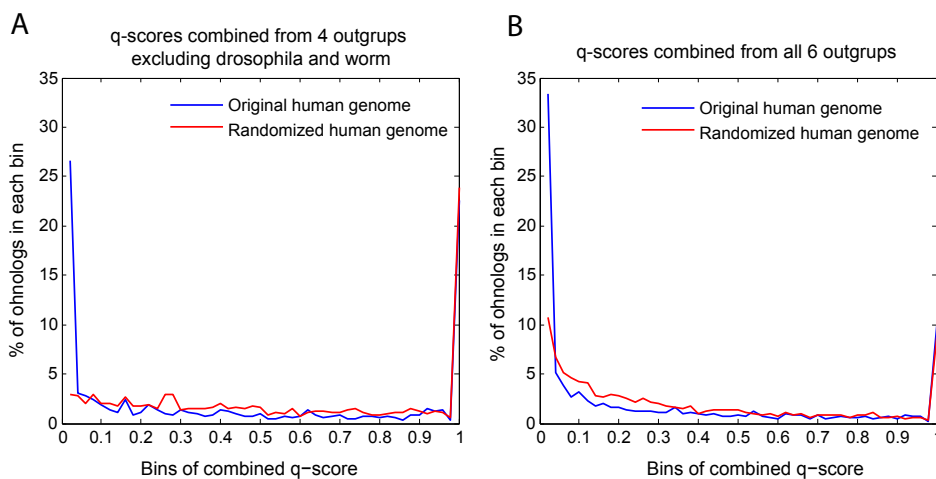 A
q-scores combined from 4 outgrups
excluding drosophila and worm
35
30
25
20
15
10
5
0
% of ohnologs in each bin
Original human genome
Randomized human genome
0 0.1 0.2 0.3 0.4 0.5 0.6 0.7 0.8 0.9 1
Bins of combined q-score
B
q-scores combined from all 6 outgrups
35
30
25
20
15
10
5
0
% of ohnologs in each bin
Original human genome
Randomized human genome
0 0.1 0.2 0.3 0.4 0.5 0.6 0.7 0.8 0.9 1
Bins of combined q-score